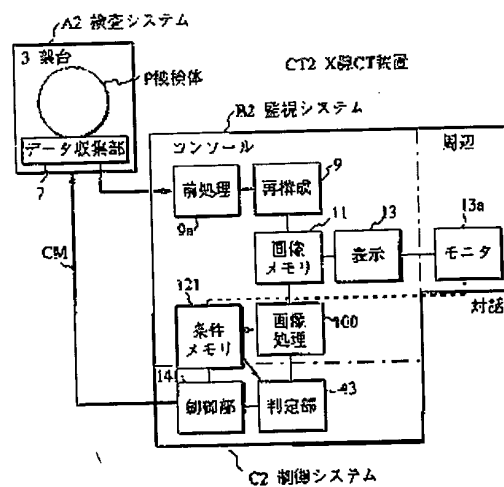 A2 検査システム
3 架台
P被検体
CT2 X線CT装置
B2 監視システム
データ収集部
7
コンソール
周辺
前処理
9a
再構成
9
11
13
13a
画像
メモリ
表示
モニタ
CM
121
対話
条件
メモリ
画像
処理
100
14
制御部
判定部
43
C2 制御システム